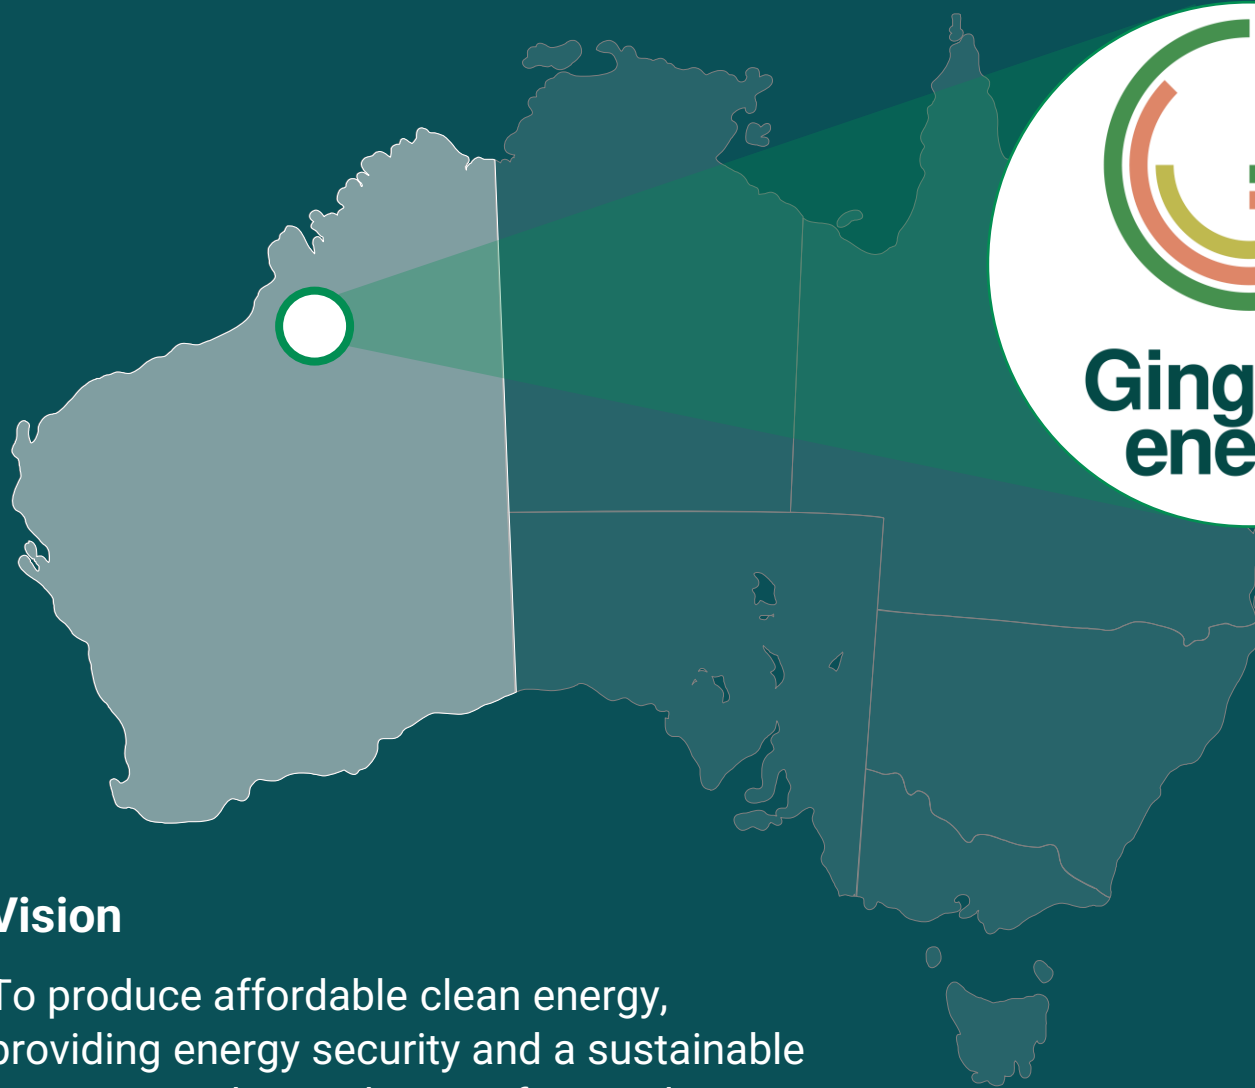 Ging
ene
Vision
To produce affordable clean energy,
providing energy security and a sustainable